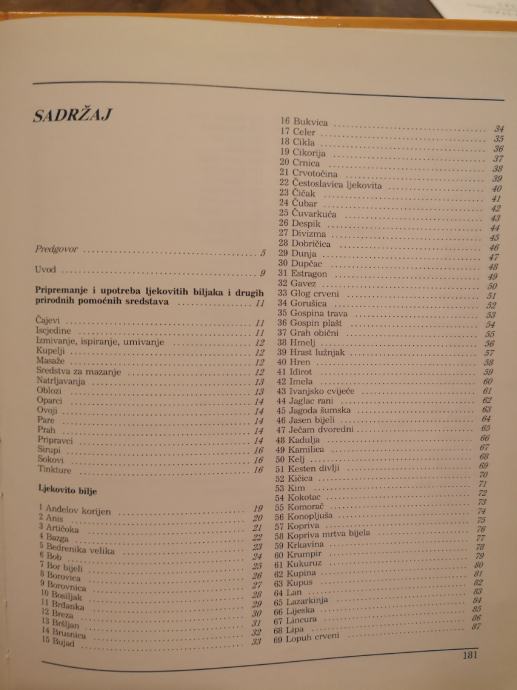 SADRŽAJ
Predgovor 5
Uvod 9
Pripremanje i upotreba ljekovitih biljaka i drugih
prirodnih pomoćnih sredstava 11
Čajevi 11
Iscjedine 11
Izmivanje, ispiranje, umivanje 12
Kupelji 12
Masaže 12
Sredstva za mazanje 12
Natrljavanja 13
Oblozi 13
Oparci 14
Ovoji 14
Pare 14
Prah 14
Pripravci 14
Sirupi 16
Sokovi 16
Tinkture 16
Ljekovito bilje
1 Anđelov korijen 19
2 Anis 20
3 Artičoka 21
4 Bazga 22
5 Bedrenika velika 23
6 Bob 24
7 Bor bijeli 25
8 Borovica 26
9 Borovnica 27
10 Bosiljak 28
11 Brđanka 29
12 Breza 30
13 Bršljan 31
14 Brusnica 32
15 Bujad 33
16 Bukvica 34
17 Celer 35
18 Cikla 36
19 Cikorija 37
20 Crnica 38
21 Crvotočina 39
22 Čestoslavica ljekovita 40
23 Čičak 41
24 Čubar 42
25 Čuvarkuća 43
26 Despik 44
27 Divizma 45
28 Dobričica 46
29 Dunja 47
30 Dupčac 48
31 Estragon 49
32 Gavez 50
33 Glog crveni 51
34 Gorušica 52
35 Gospina trava 53
36 Gospin plašt 54
37 Grah obični 55
38 Hmelj 56
39 Hrast lužnjak 57
40 Hren 58
41 Iđirot 59
42 Imela 60
43 Ivanjsko cvijeće 61
44 Jaglac rani 62
45 Jagoda šumska 63
46 Jasen bijeli 64
47 Ječam dvoredni 65
48 Kadulja 66
49 Kamilica 67
50 Kelj 68
51 Kesten divlji 69
52 Kičica 70
53 Kim 71
54 Kokotac 72
55 Komorač 73
56 Konopljuša 74
57 Kopriva 75
58 Kopriva mrtva bijela 76
59 Krkavina 77
60 Krumpir 78
61 Kukuruz 79
62 Kupina 80
63 Kupus 81
64 Lan 82
65 Lazarkinja 83
66 Lijeska 84
67 Lincura 85
68 Lipa 86
69 Lopuh crveni 87
181